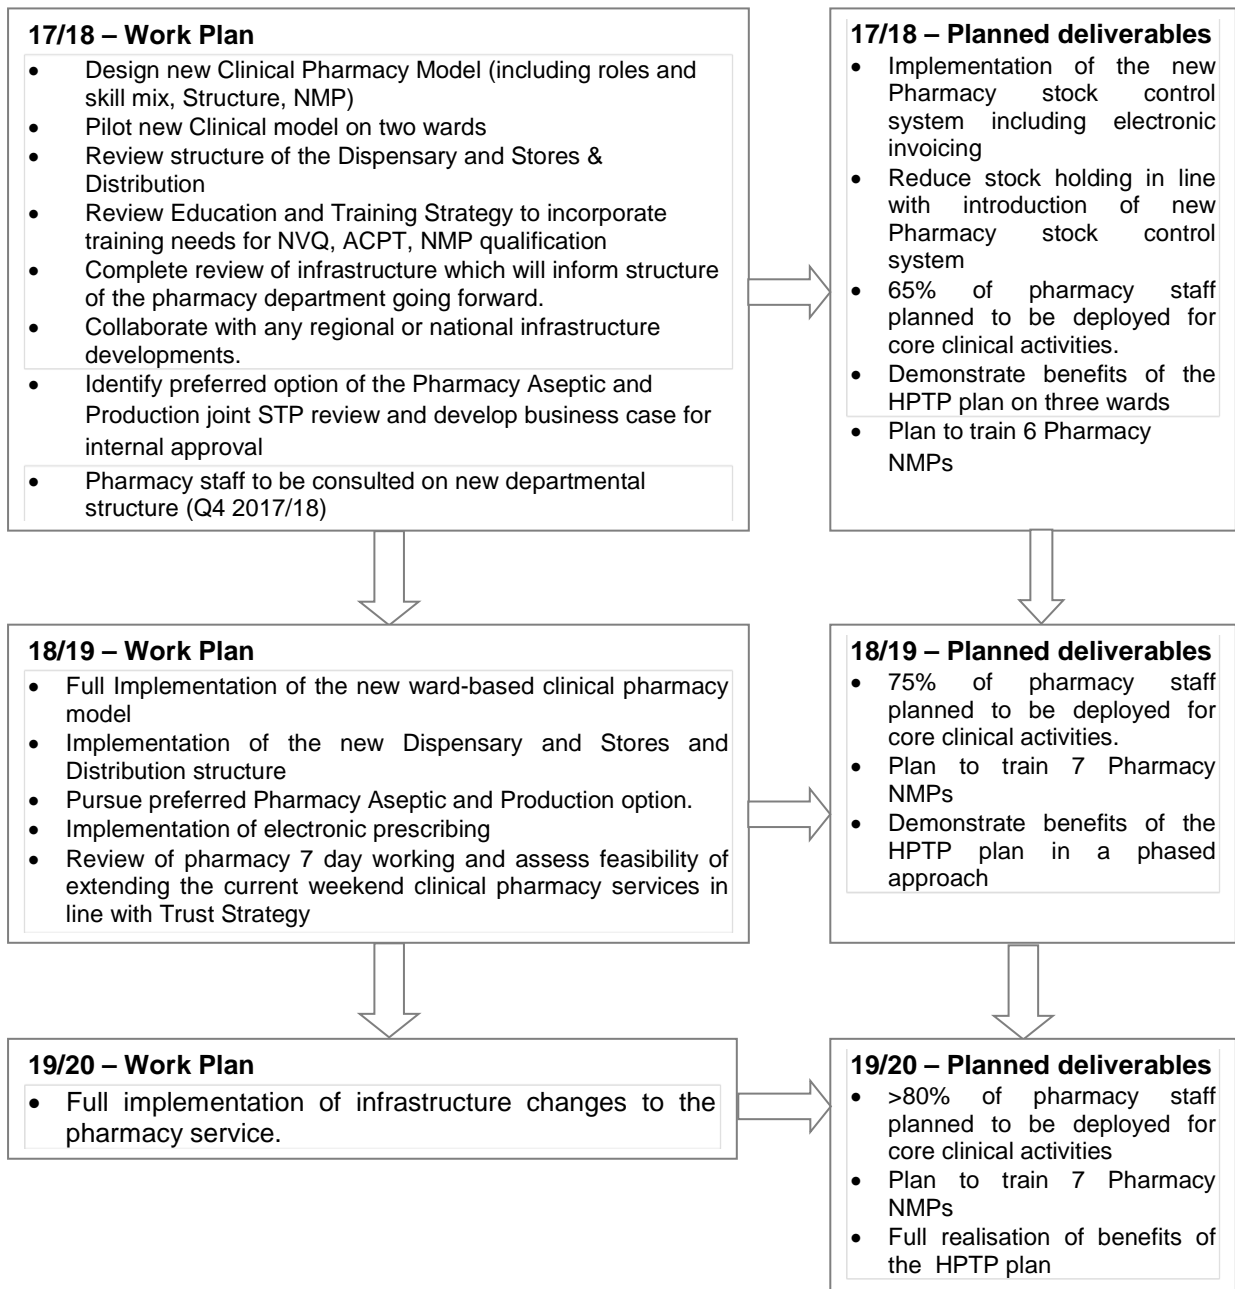 17/18 – Work Plan
• Design new Clinical Pharmacy Model (including roles and
skill mix, Structure, NMP)
• Pilot new Clinical model on two wards
• Review structure of the Dispensary and Stores &
Distribution
• Review Education and Training Strategy to incorporate
training needs for NVQ, ACPT, NMP qualification
• Complete review of infrastructure which will inform structure
of the pharmacy department going forward.
• Collaborate with any regional or national infrastructure
developments.
• Identify preferred option of the Pharmacy Aseptic and
Production joint STP review and develop business case for
internal approval
• Pharmacy staff to be consulted on new departmental
structure (Q4 2017/18)
17/18 – Planned deliverables
• Implementation of the new
Pharmacy stock control
system including electronic
invoicing
• Reduce stock holding in line
with introduction of new
Pharmacy stock control
system
• 65% of pharmacy staff
planned to be deployed for
core clinical activities.
• Demonstrate benefits of the
HPTP plan on three wards
• Plan to train 6 Pharmacy
NMPs
18/19 – Work Plan
• Full Implementation of the new ward-based clinical pharmacy
model
• Implementation of the new Dispensary and Stores and
Distribution structure
• Pursue preferred Pharmacy Aseptic and Production option.
• Implementation of electronic prescribing
• Review of pharmacy 7 day working and assess feasibility of
extending the current weekend clinical pharmacy services in
line with Trust Strategy
18/19 – Planned deliverables
• 75% of pharmacy staff
planned to be deployed for
core clinical activities.
• Plan to train 7 Pharmacy
NMPs
• Demonstrate benefits of the
HPTP plan in a phased
approach
19/20 – Work Plan
• Full implementation of infrastructure changes to the
pharmacy service.
19/20 – Planned deliverables
• >80% of pharmacy staff
planned to be deployed for
core clinical activities
• Plan to train 7 Pharmacy
NMPs
• Full realisation of benefits of
the HPTP plan